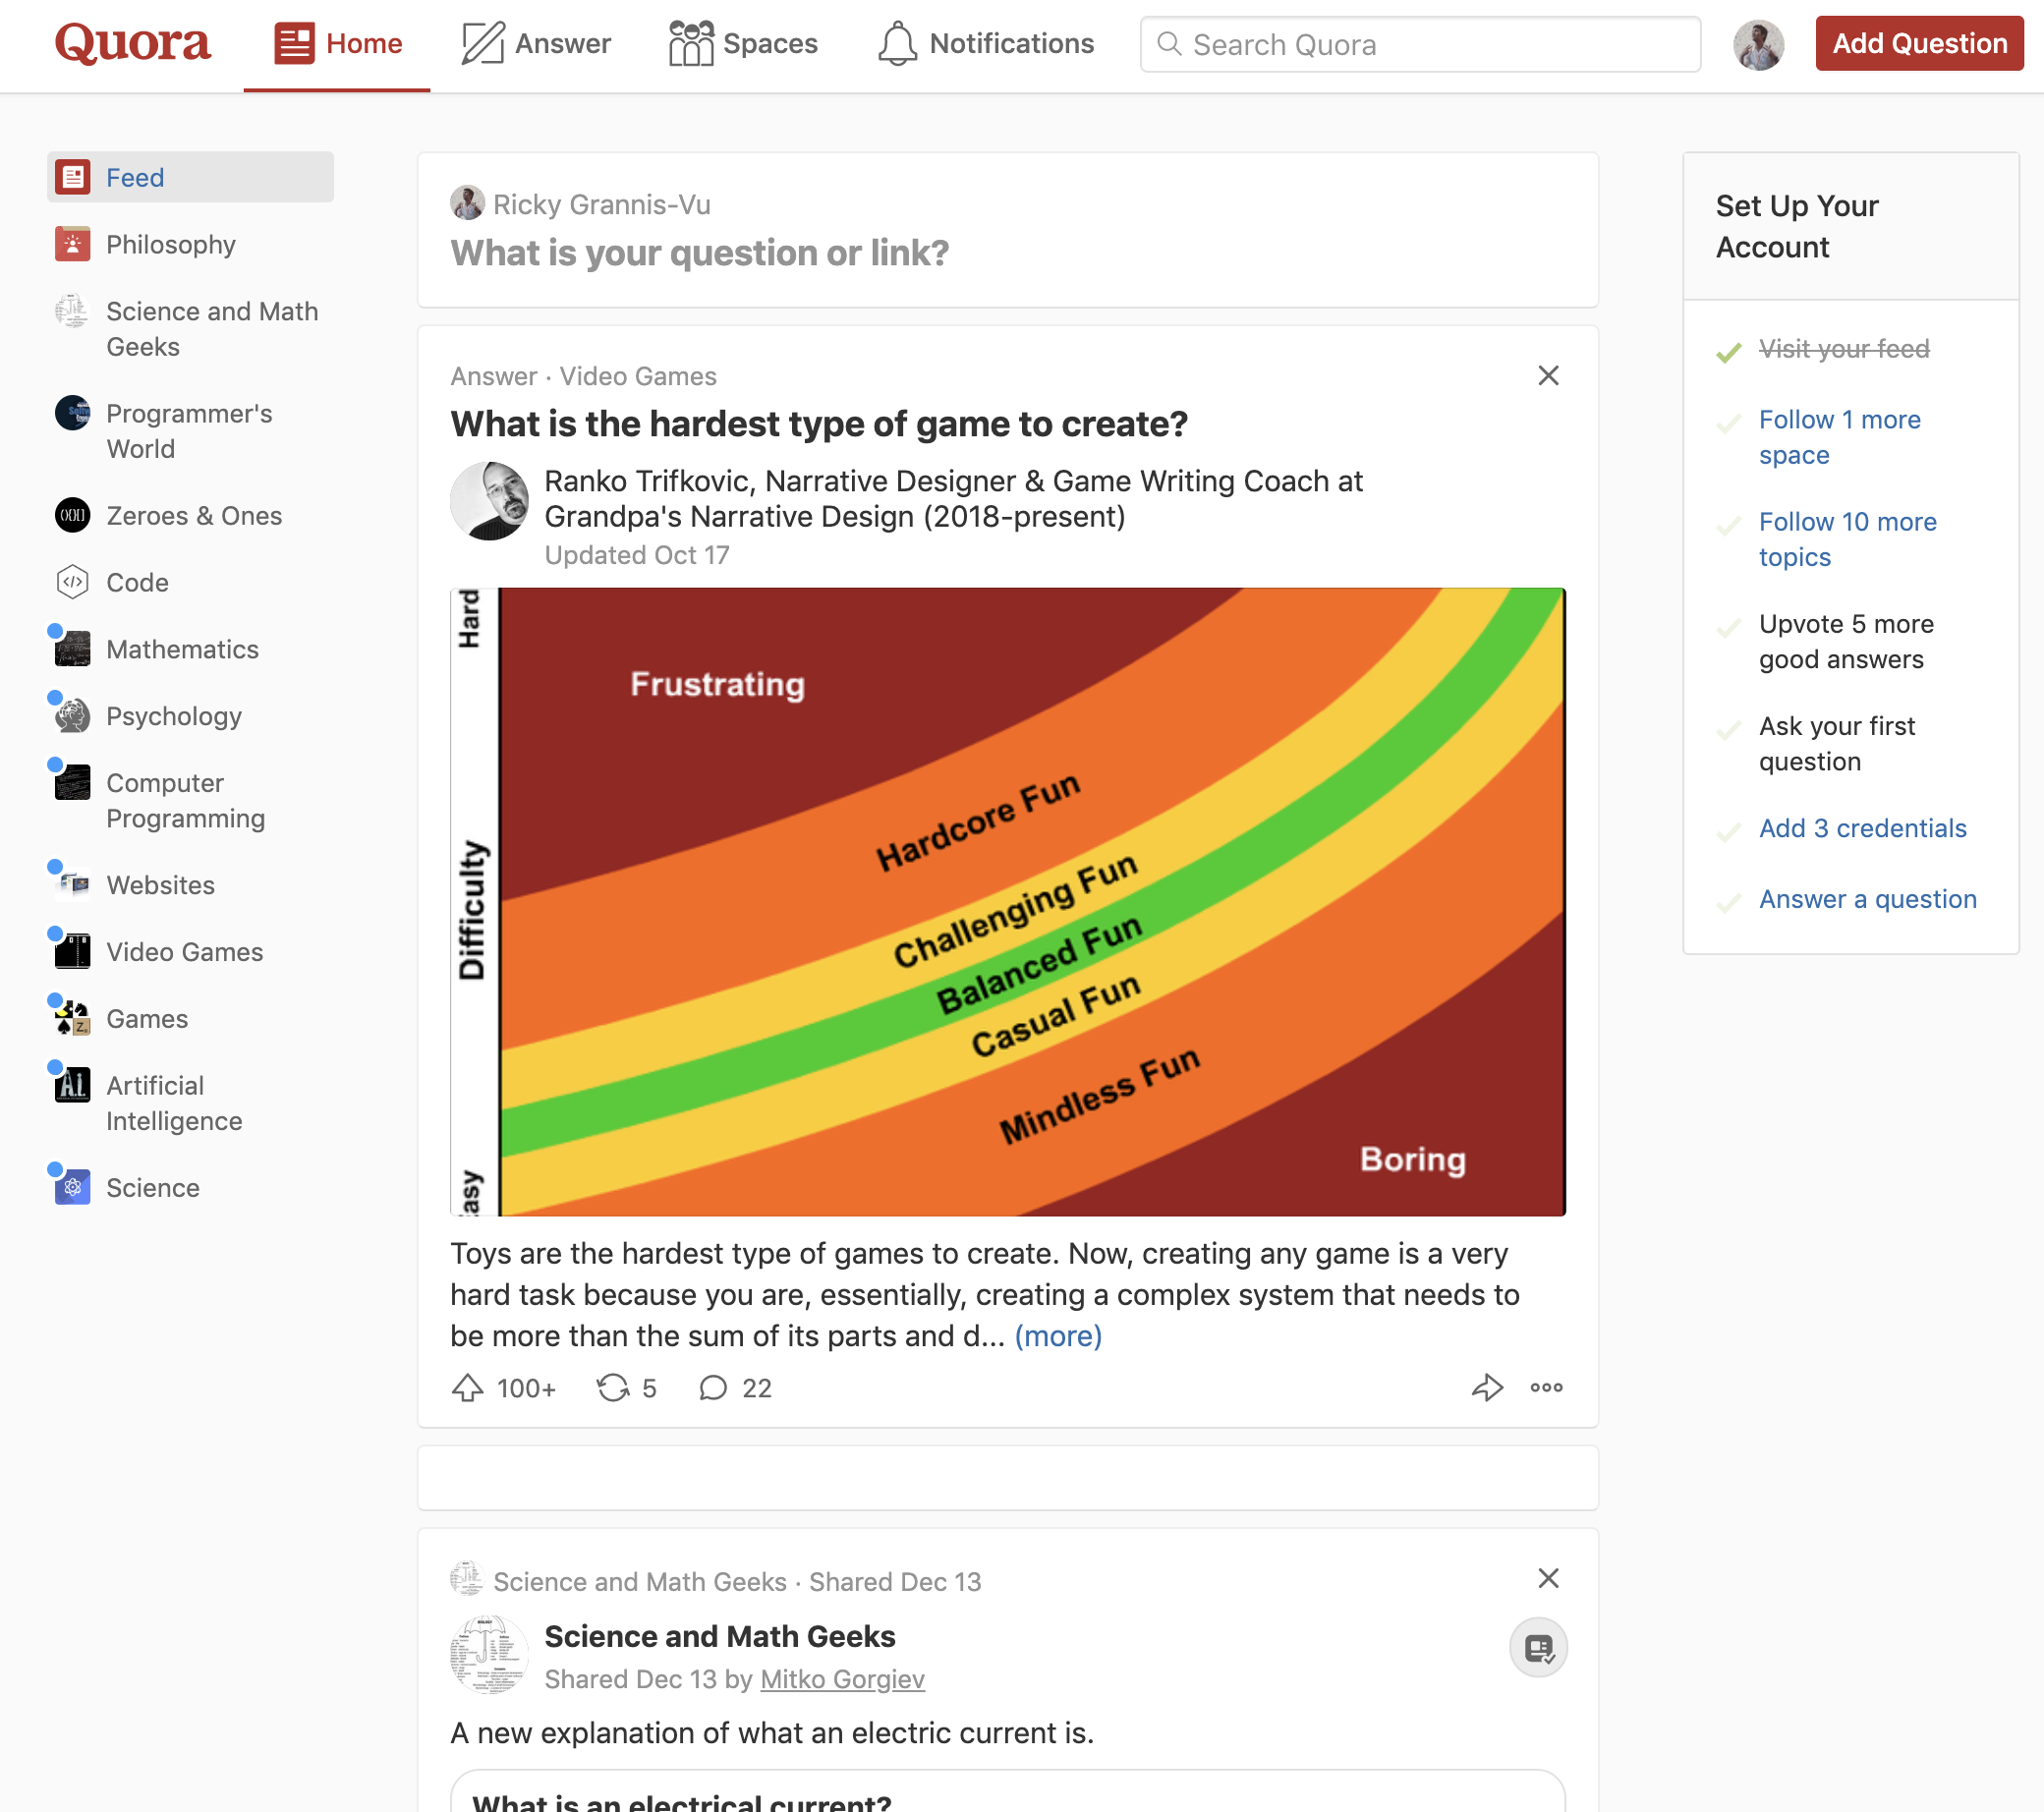 Quora
Home
Answer
Spaces
Notifications
Search Quora
Add Question
Feed
Philosophy
Science and Math
Geeks
Programmer's
World
Zeroes & Ones
Code
Mathematics
Psychology
Computer
Programming
Websites
Video Games
Games
Artificial
Intelligence
Science
Ricky Grannis-Vu
What is your question or link?
Answer · Video Games
What is the hardest type of game to create?
Ranko Trifkovic, Narrative Designer & Game Writing Coach at
Grandpa's Narrative Design (2018-present)
Updated Oct 17
Hard
Difficulty
asy
Frustrating
Hardcore Fun
Challenging Fun
Balanced Fun
Casual Fun
Mindless Fun
Boring
Toys are the hardest type of games to create. Now, creating any game is a very
hard task because you are, essentially, creating a complex system that needs to
be more than the sum of its parts and d... (more)
100+
5
22
Science and Math Geeks · Shared Dec 13
Science and Math Geeks
Shared Dec 13 by Mitko Gorgiev
A new explanation of what an electric current is.
What is an electrical current?
Set Up Your
Account
Visit your feed
Follow 1 more
space
Follow 10 more
topics
Upvote 5 more
good answers
Ask your first
question
Add 3 credentials
Answer a question